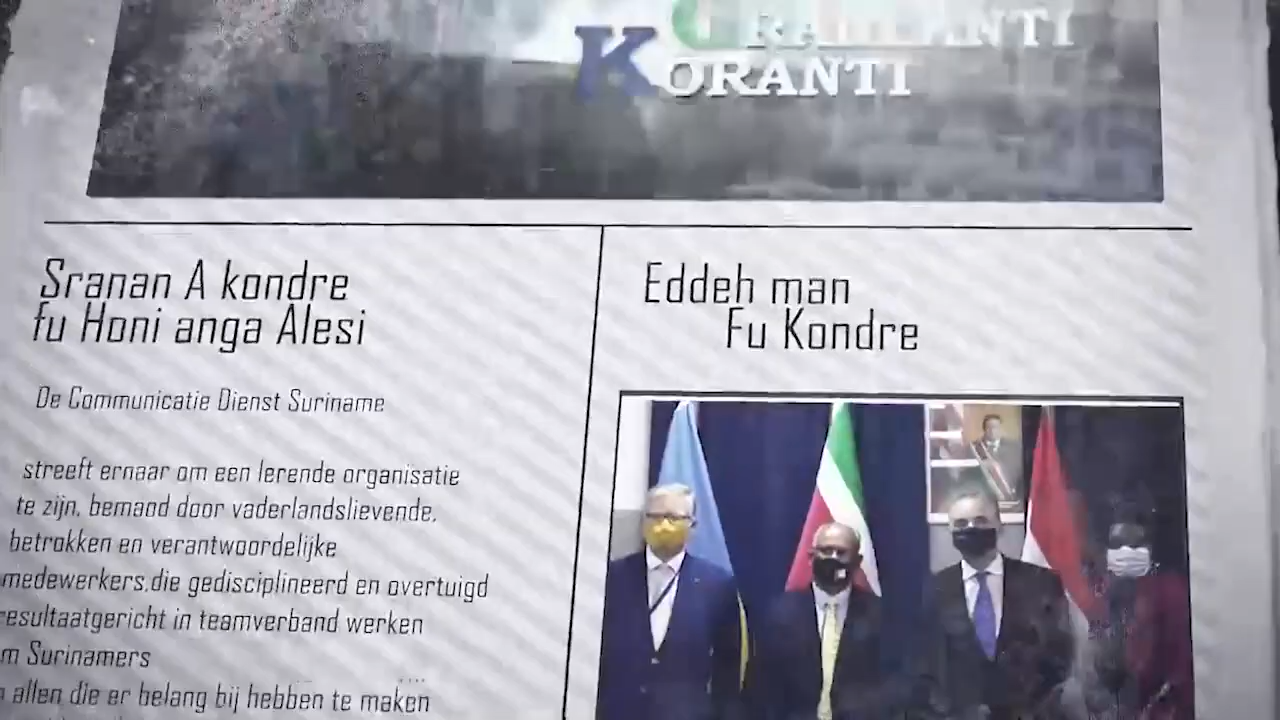 KORANTI
Sranan A kondre
fu Honi anga Alesi
De Communicatie Dienst Suriname
streeft ernaar om een lerende organisatie
te zijn, bemand door vaderlandslievende,
betrokken en verantwoordelijke
medewerkers,die gedisciplineerd en overtuigd
resultaatgericht in teamverband werken
Surinamers
allen die er belang bij hebben te maken
Eddeh man
Fu Kondre